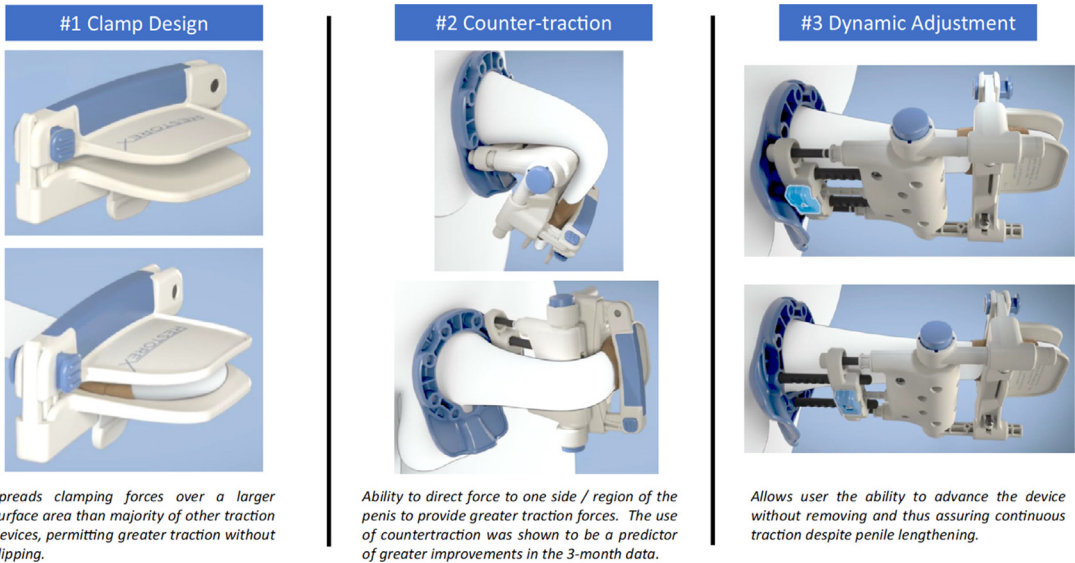 #1 Clamp Design
#2 Counter-traction
#3 Dynamic Adjustment
RESTOREX
RESTOREX
preads clamping forces over a larger
urface area than majority of other traction
evices, permitting greater traction without
lipping.
Ability to direct force to one side / region of the
penis to provide greater traction forces. The use
of countertraction was shown to be a predictor
of greater improvements in the 3-month data.
Allows user the ability to advance the device
without removing and thus assuring continuous
traction despite penile lengthening.